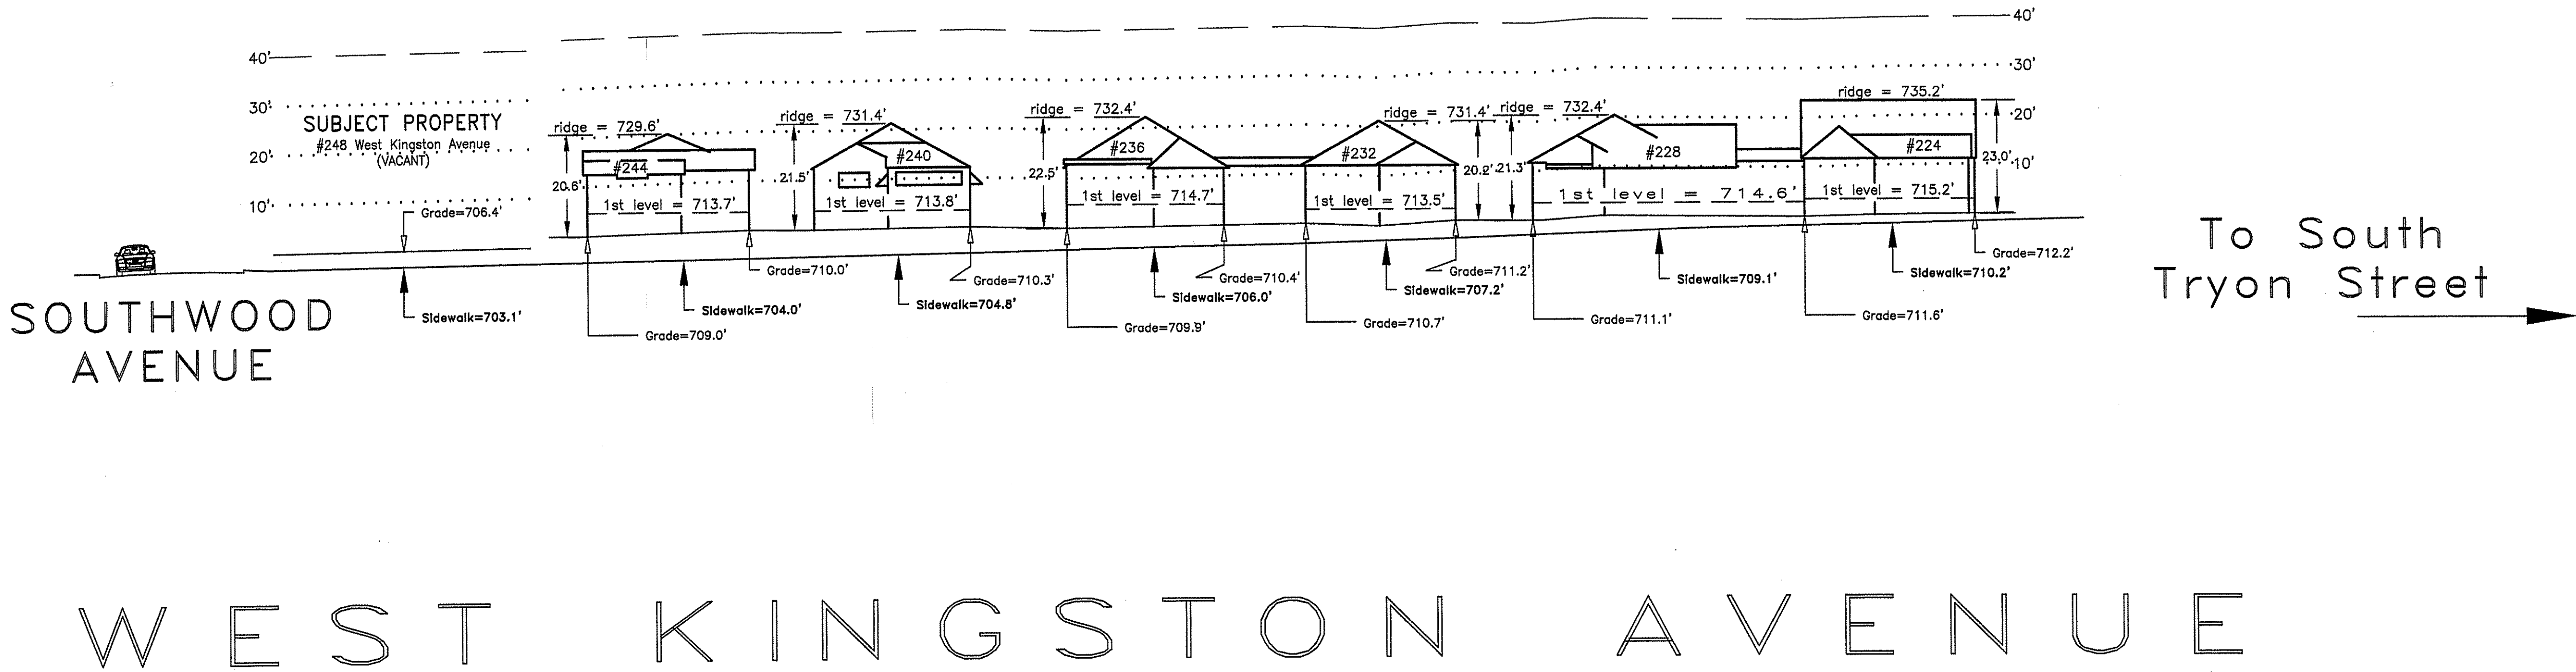 40'
30'
20'
10'
SUBJECT PROPERTY
#248 West Kingston Avenue
(VACANT)
Grade=706.4'
Sidewalk=703.1'
SOUTHWOOD
AVENUE
ridge = 729.6'
20.6'
#244
1st level = 713.7'
Grade=709.0'
Sidewalk=704.0'
Grade=710.0'
ridge = 731.4'
21.5'
#240
1st level = 713.8'
Sidewalk=704.8'
Grade=710.3'
ridge = 732.4'
22.5'
#236
1st level = 714.7'
Grade=709.9'
Sidewalk=706.0'
Grade=710.4'
#232
ridge = 731.4'
20.2'
1st level = 713.5'
Grade=710.7'
Sidewalk=707.2'
Grade=711.2'
ridge = 732.4'
21.3'
#228
1st level = 714.6'
Grade=711.1'
Sidewalk=709.1'
ridge = 735.2'
23.0'
#224
1st level = 715.2'
Grade=711.6'
Sidewalk=710.2'
Grade=712.2'
40'
30'
20'
10'
To South
Tryon Street
WEST KINGSTON AVENUE